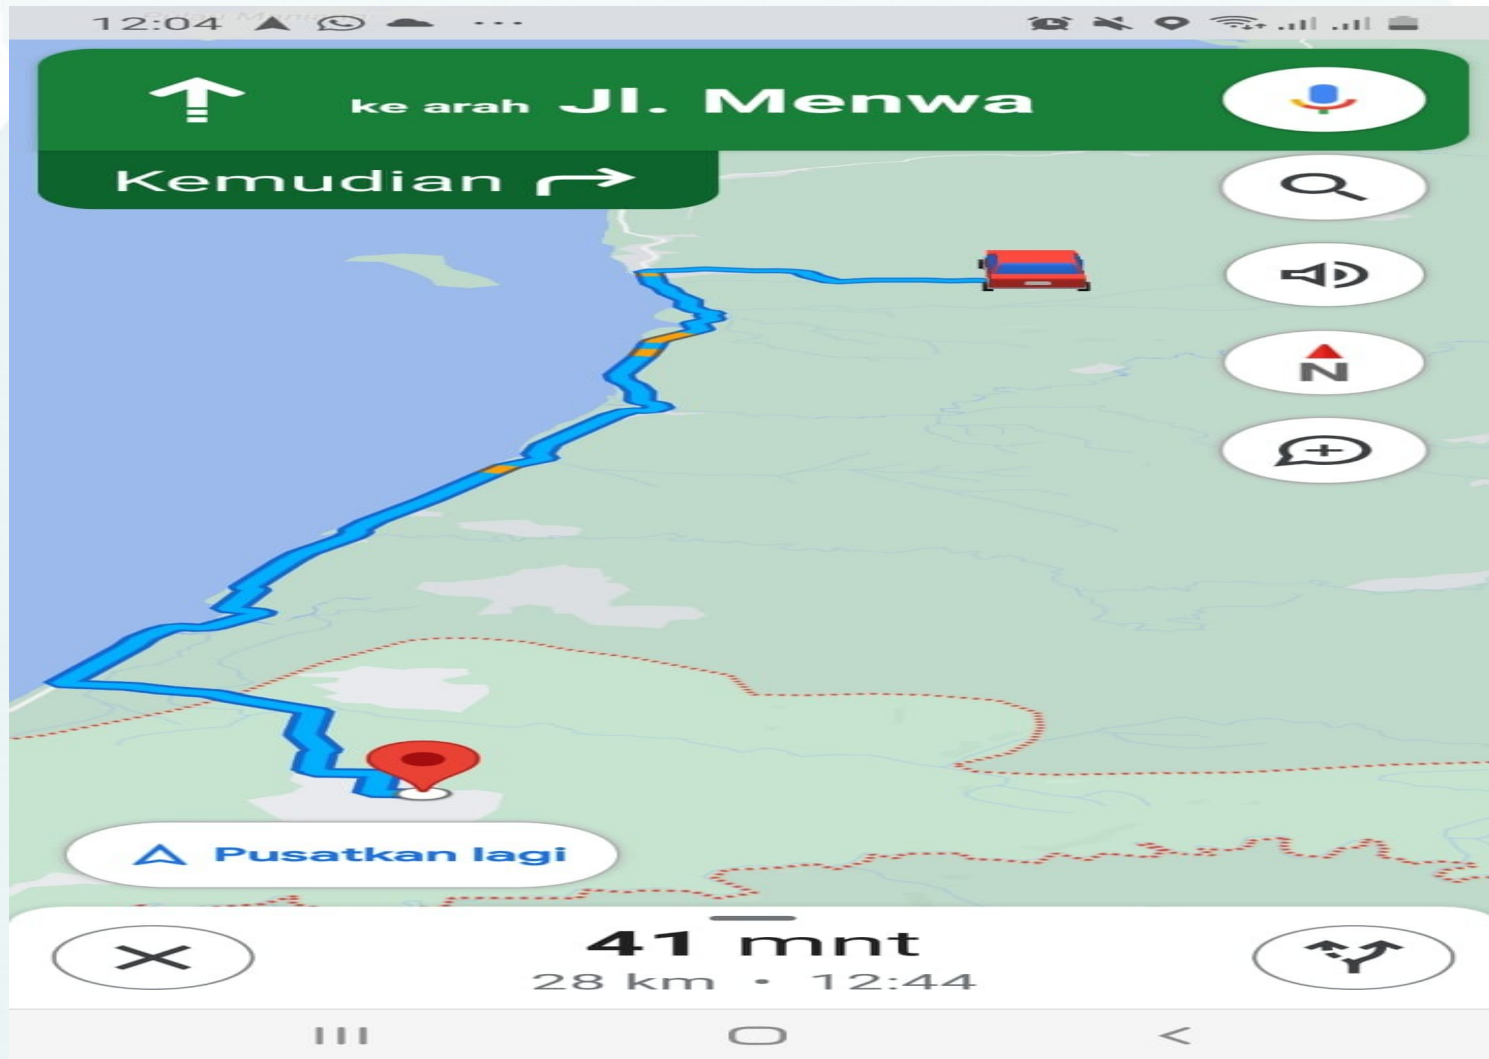 12:04
ke arah Jl. Menwa
Kemudian
N
Pusatkan lagi
41 mnt
28 km • 12:44